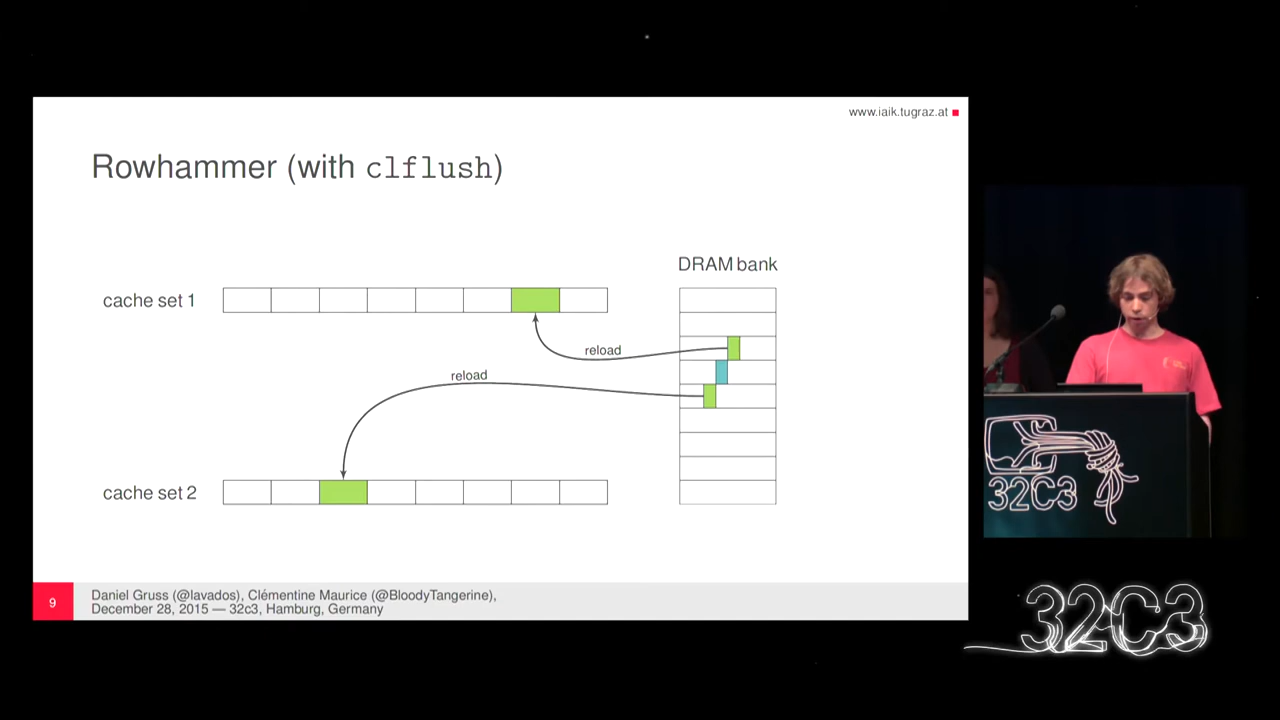 www.iaik.tugraz.at
Rowhammer (with clflush)
DRAM bank
cache set 1
reload
reload
cache set 2
9
Daniel Gruss (@lavados), Clémentine Maurice (@BloodyTangerine),
December 28, 2015 — 32c3, Hamburg, Germany
32C3
32C3